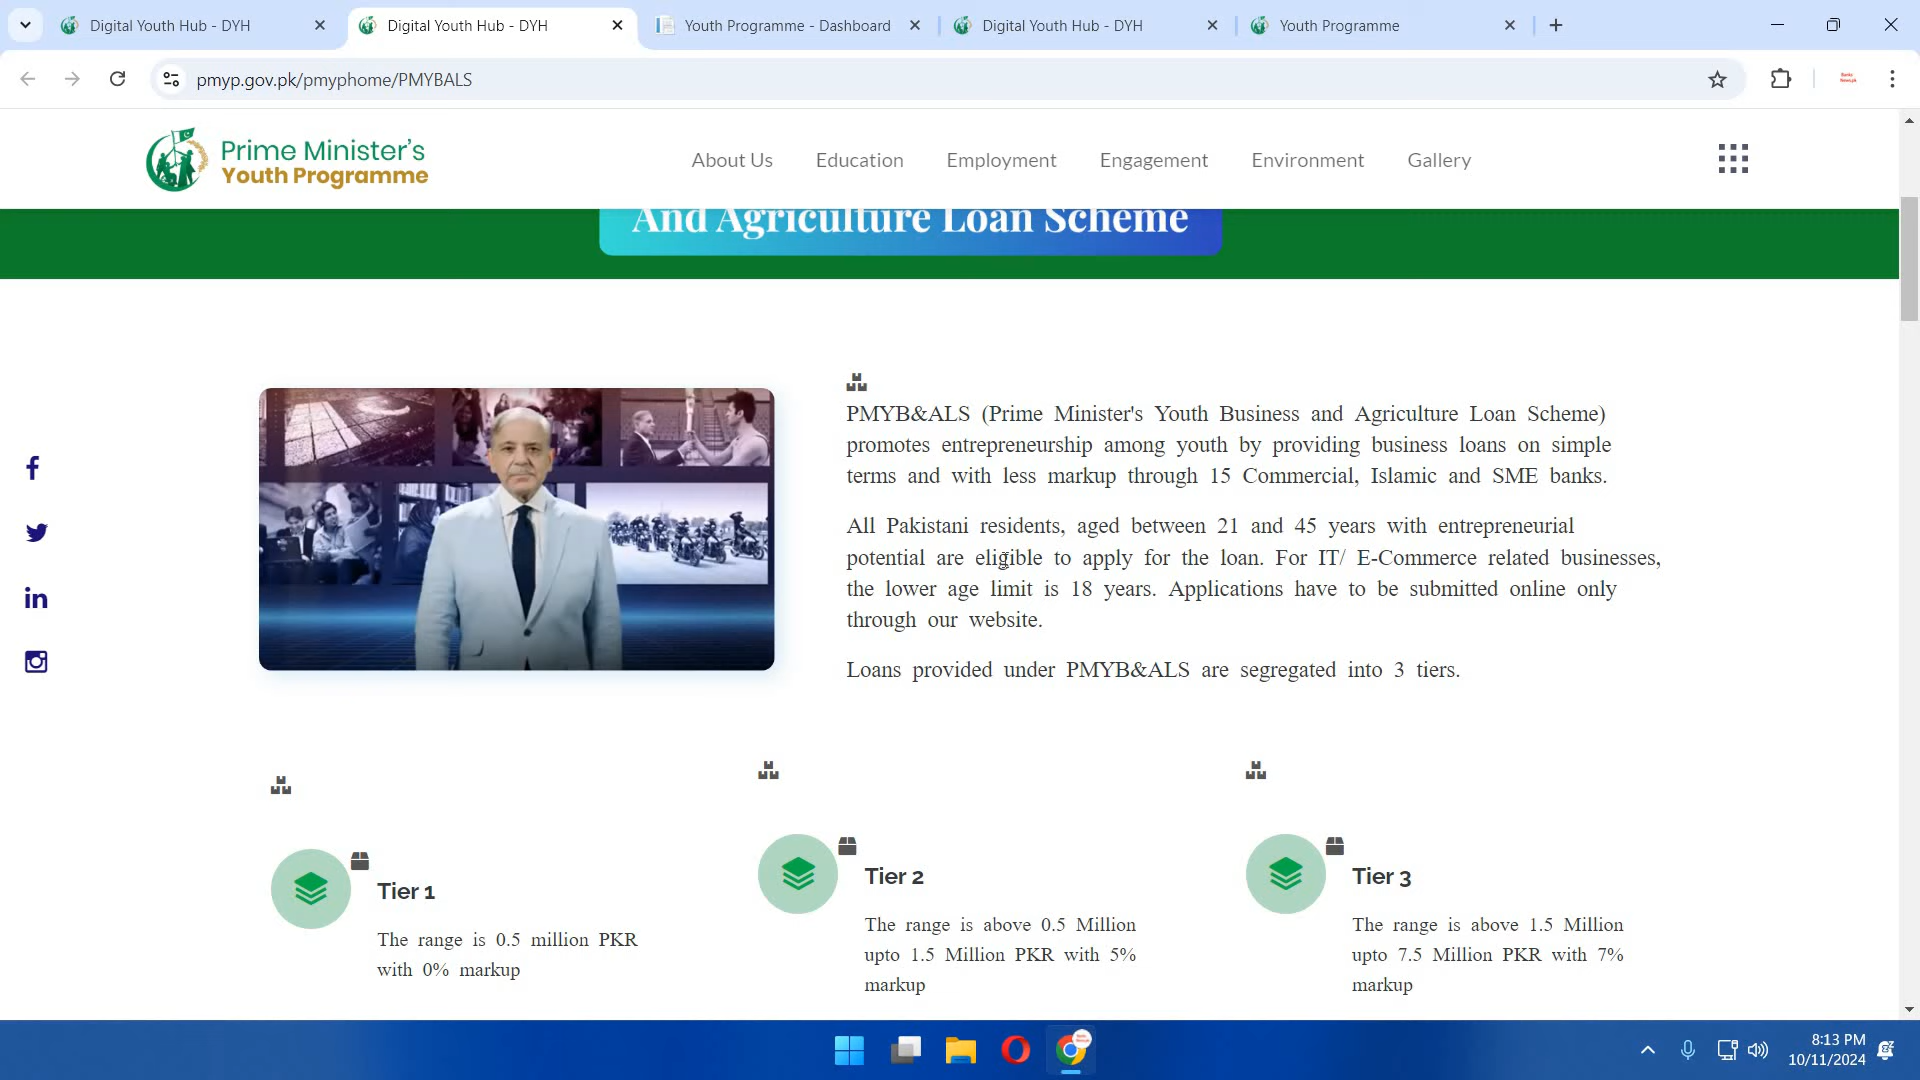 Digital Youth Hub - DYH
Digital Youth Hub - DYH
Youth Programme - Dashboard
Digital Youth Hub - DYH
Youth Programme
pmyp.gov.pk/pmyphome/PMYBALS
Prime Minister's
Youth Programme
About Us
Education
Employment
Engagement
Environment
Gallery
And Agriculture Loan Scheme
PMYB&ALS (Prime Minister's Youth Business and Agriculture Loan Scheme)
promotes entrepreneurship among youth by providing business loans on simple
terms and with less markup through 15 Commercial, Islamic and SME banks.
All Pakistani residents, aged between 21 and 45 years with entrepreneurial
potential are eligible to apply for the loan. For IT/ E-Commerce related businesses,
the lower age limit is 18 years. Applications have to be submitted online only
through our website.
Loans provided under PMYB&ALS are segregated into 3 tiers.
Tier 1
The range is 0.5 million PKR
with 0% markup
Tier 2
The range is above 0.5 Million
upto 1.5 Million PKR with 5%
markup
Tier 3
The range is above 1.5 Million
upto 7.5 Million PKR with 7%
markup
8:13 PM
10/11/2024